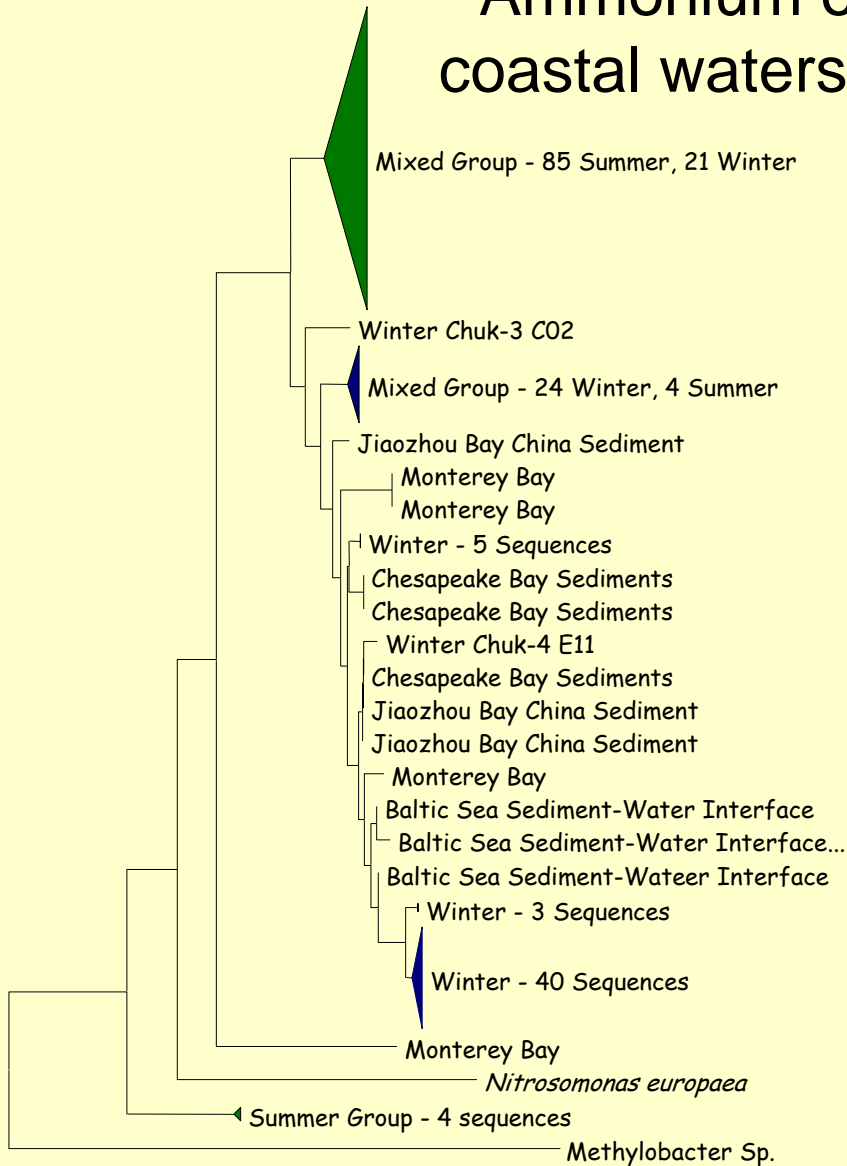 Ammonium o
coastal waters
Mixed Group - 85 Summer, 21 Winter
Winter Chuk-3 C02
Mixed Group - 24 Winter, 4 Summer
Jiaozhou Bay China Sediment
Monterey Bay
Monterey Bay
Winter - 5 Sequences
Chesapeake Bay Sediments
Chesapeake Bay Sediments
Winter Chuk-4 E11
Chesapeake Bay Sediments
Jiaozhou Bay China Sediment
Jiaozhou Bay China Sediment
Monterey Bay
Baltic Sea Sediment-Water Interface
Baltic Sea Sediment-Water Interface...
Baltic Sea Sediment-Wateer Interface
Winter - 3 Sequences
Winter - 40 Sequences
Monterey Bay
Nitrosomonas europaea
Summer Group - 4 sequences
Methylobacter Sp.